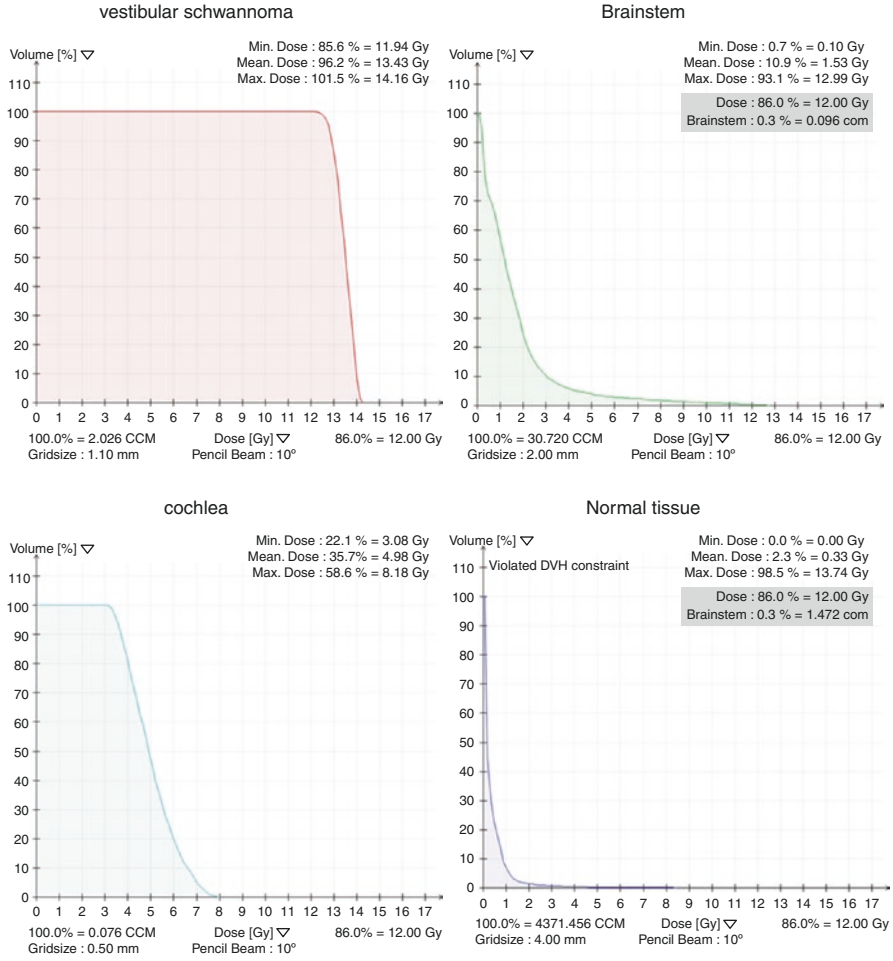 vestibular schwannoma
Volume [%]
Min. Dose : 85.6 % = 11.94 Gy
Mean. Dose : 96.2 % = 13.43 Gy
Max. Dose : 101.5 % = 14.16 Gy
110
100
90
80
70
60
50
40
30
20
10
0
0 1 2 3 4 5 6 7 8 9 10 11 12 13 14 15 16 17
100.0% = 2.026 CCM Dose [Gy] 86.0% = 12.00 Gy
Gridsize : 1.10 mm Pencil Beam : 10°
Brainstem
Volume [%]
Min. Dose : 0.7 % = 0.10 Gy
Mean. Dose : 10.9 % = 1.53 Gy
Max. Dose : 93.1 % = 12.99 Gy
Dose : 86.0 % = 12.00 Gy
Brainstem : 0.3 % = 0.096 com
110
100
90
80
70
60
50
40
30
20
10
0
0 1 2 3 4 5 6 7 8 9 10 11 12 13 14 15 16 17
100.0% = 30.720 CCM Dose [Gy] 86.0% = 12.00 Gy
Gridsize : 2.00 mm Pencil Beam : 10°
cochlea
Volume [%]
Min. Dose : 22.1 % = 3.08 Gy
Mean. Dose : 35.7% = 4.98 Gy
Max. Dose : 58.6 % = 8.18 Gy
110
100
90
80
70
60
50
40
30
20
10
0
0 1 2 3 4 5 6 7 8 9 10 11 12 13 14 15 16 17
100.0% = 0.076 CCM Dose [Gy] 86.0% = 12.00 Gy
Gridsize : 0.50 mm Pencil Beam : 10°
Normal tissue
Volume [%]
Min. Dose : 0.0 % = 0.00 Gy
Mean. Dose : 2.3 % = 0.33 Gy
Max. Dose : 98.5 % = 13.74 Gy
Violated DVH constraint
Dose : 86.0 % = 12.00 Gy
Brainstem : 0.3 % = 1.472 com
110
100
90
80
70
60
50
40
30
20
10
0
0 1 2 3 4 5 6 7 8 9 10 11 12 13 14 15 16 17
100.0% = 4371.456 CCM Dose [Gy] 86.0% = 12.00 Gy
Gridsize : 4.00 mm Pencil Beam : 10°